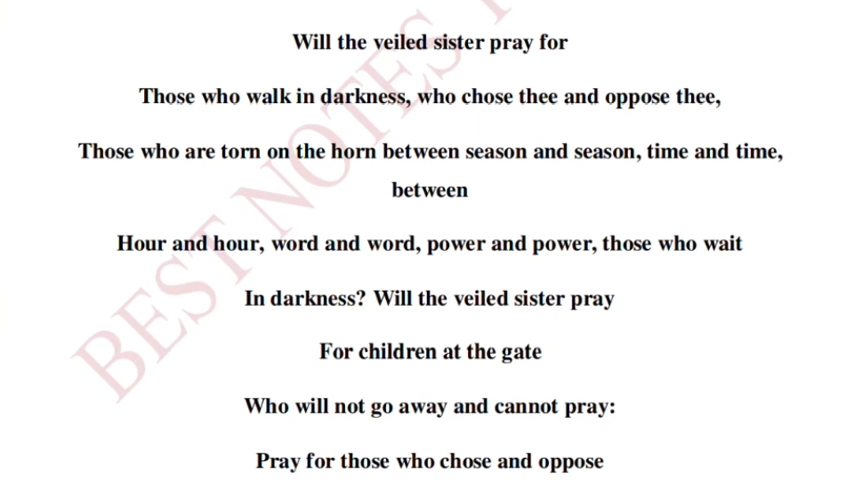 Will the veiled sister pray for
Those who walk in darkness, who chose thee and oppose thee,
Those who are torn on the horn between season and season, time and time,
between
Hour and hour, word and word, power and power, those who wait
In darkness? Will the veiled sister pray
For children at the gate
Who will not go away and cannot pray:
Pray for those who chose and oppose
BEST NOTES